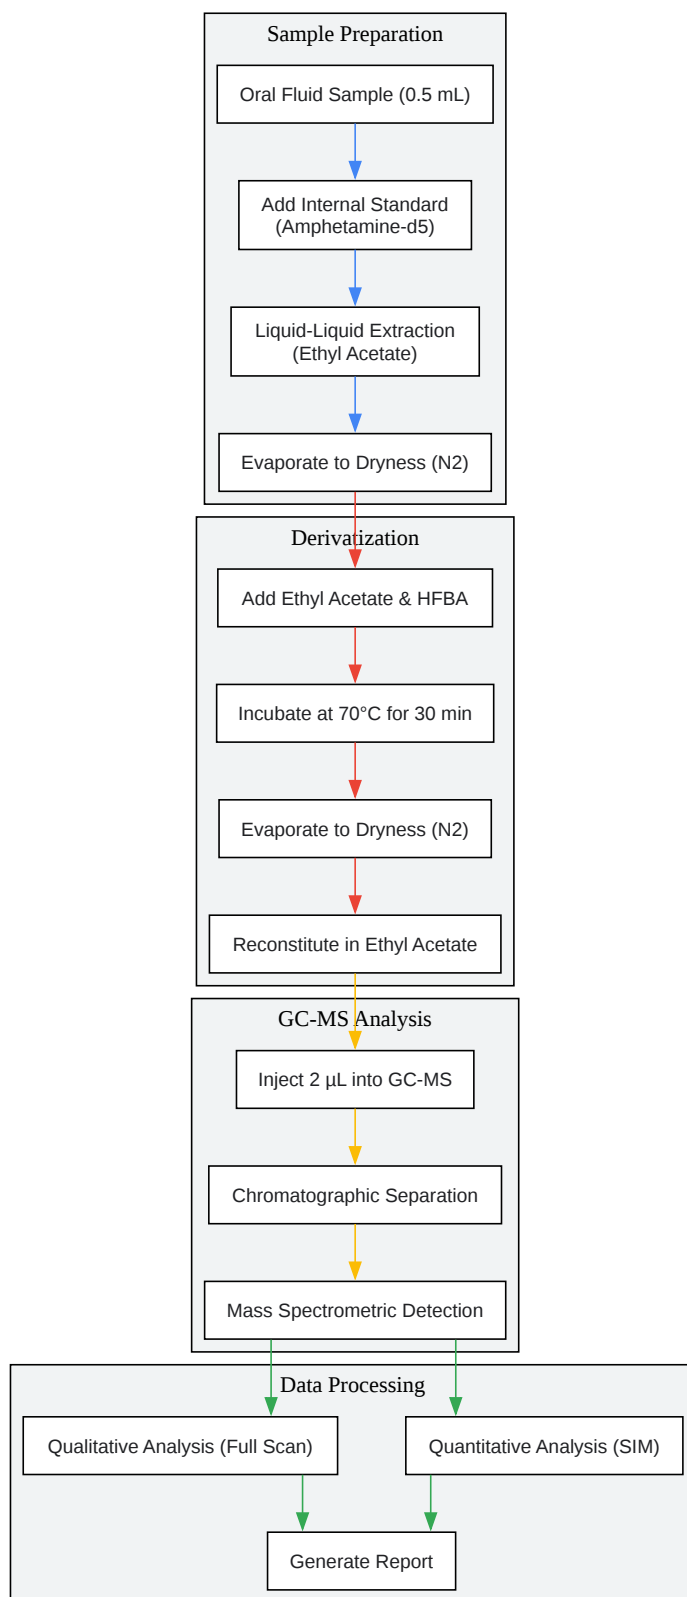 Sample Preparation
Oral Fluid Sample (0.5 mL)
Add Internal Standard
(Amphetamine-d5)
Liquid-Liquid Extraction
(Ethyl Acetate)
Evaporate to Dryness (N2)
Derivatization
Add Ethyl Acetate & HFBA
Incubate at 70°C for 30 min
Evaporate to Dryness (N2)
Reconstitute in Ethyl Acetate
GC-MS Analysis
Inject 2 µL into GC-MS
Chromatographic Separation
Mass Spectrometric Detection
Data Processing
Qualitative Analysis (Full Scan)
Quantitative Analysis (SIM)
Generate Report